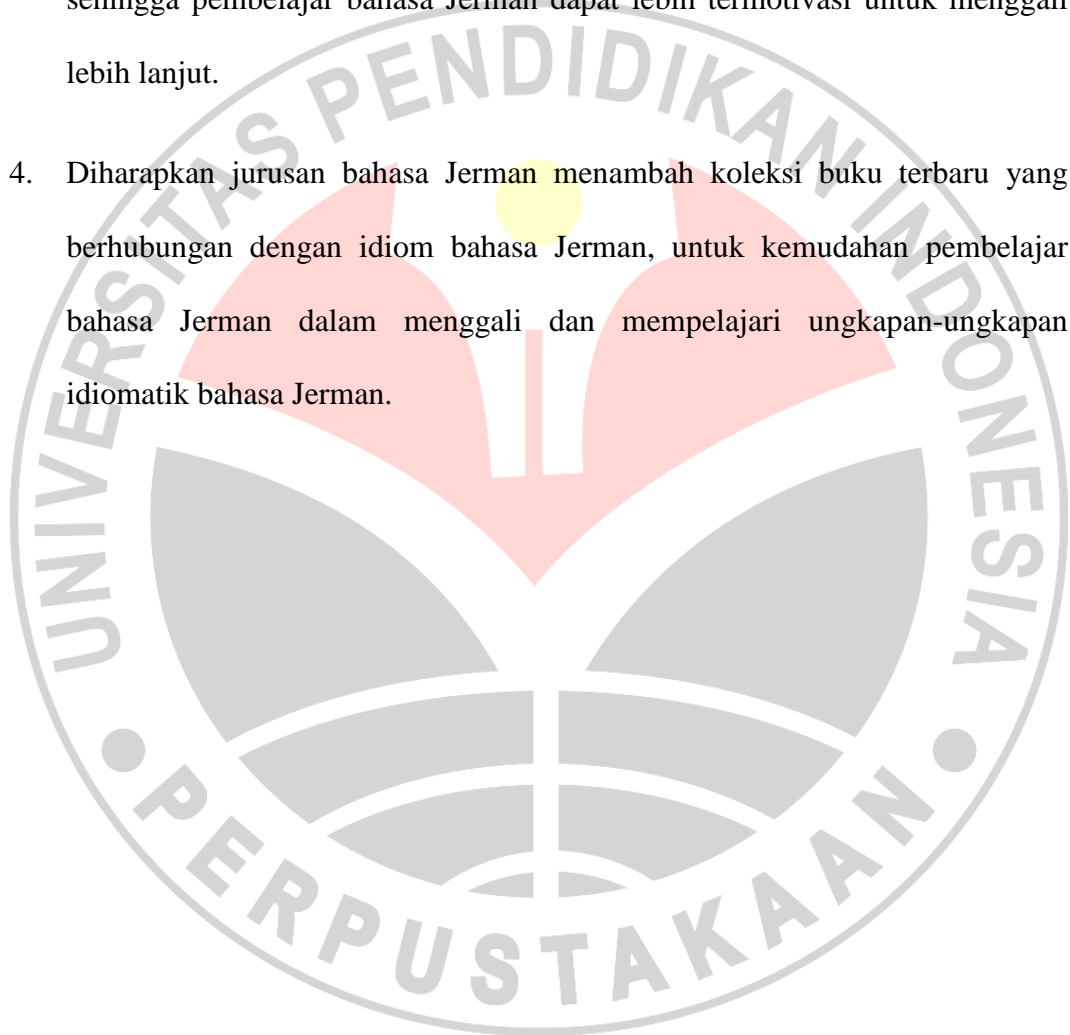 sehingga pembelajar bahasa Jerman dapat lebih termotivasi untuk menggali
lebih lanjut.
4. Diharapkan jurusan bahasa Jerman menambah koleksi buku terbaru yang
berhubungan dengan idiom bahasa Jerman, untuk kemudahan pembelajar
bahasa Jerman dalam menggali dan mempelajari ungkapan-ungkapan
idiomatik bahasa Jerman.
UNIVERSITAS PENDIDIKAN INDONESIA
PERPUSTAKAAN